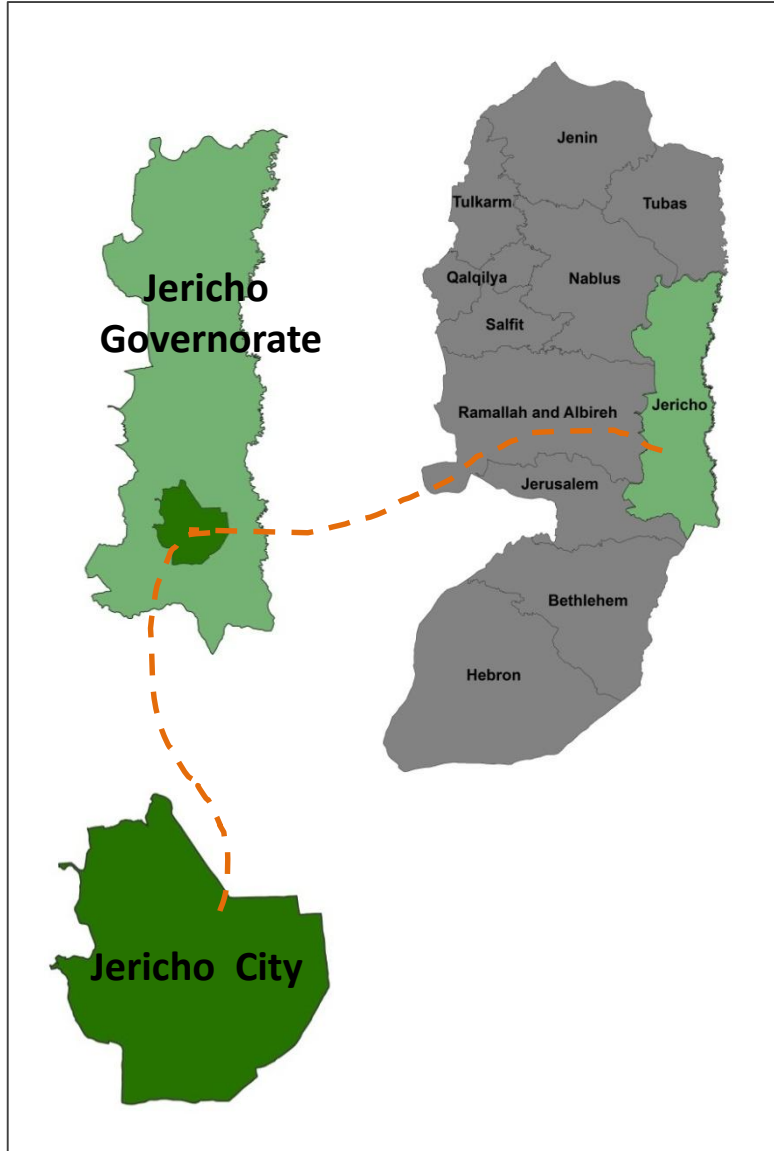 Jenin
Tulkarm
Tubas
Qalqilya
Nablus
Salfit
Jericho
Governorate
Ramallah and Albireh
Jericho
Jerusalem
Bethlehem
Hebron
Jericho City